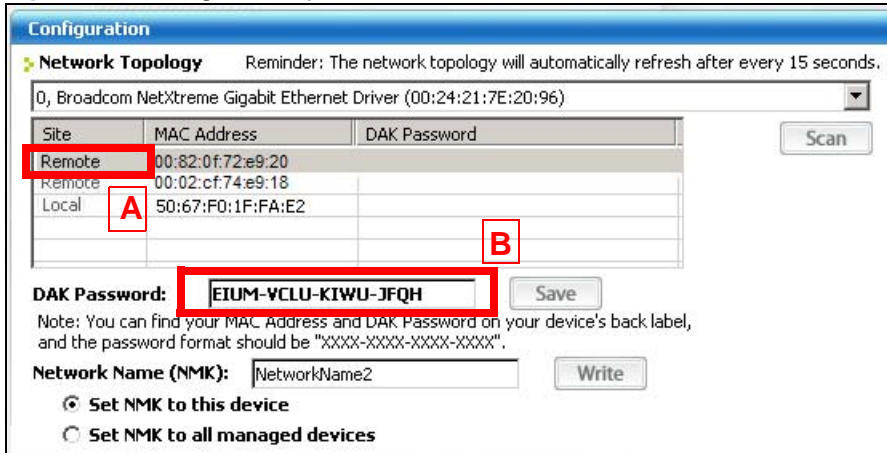 Configuration
Network Topology Reminder: The network topology will automatically refresh after every 15 seconds.
0, Broadcom NetXtreme Gigabit Ethernet Driver (00:24:21:7E:20:96)
Site MAC Address DAK Password
Scan
Remote 00:82:0f:72:e9:20
Remote 00:02:cf:74:e9:18
Local 50:67:F0:1F:FA:E2
A
B
DAK Password: EIUM-VCLU-KIWU-JFQH Save
Note: You can find your MAC Address and DAK Password on your device's back label,
and the password format should be "XXXX-XXXX-XXXX-XXXX".
Network Name (NMK): NetworkName2 Write
Set NMK to this device
Set NMK to all managed devices